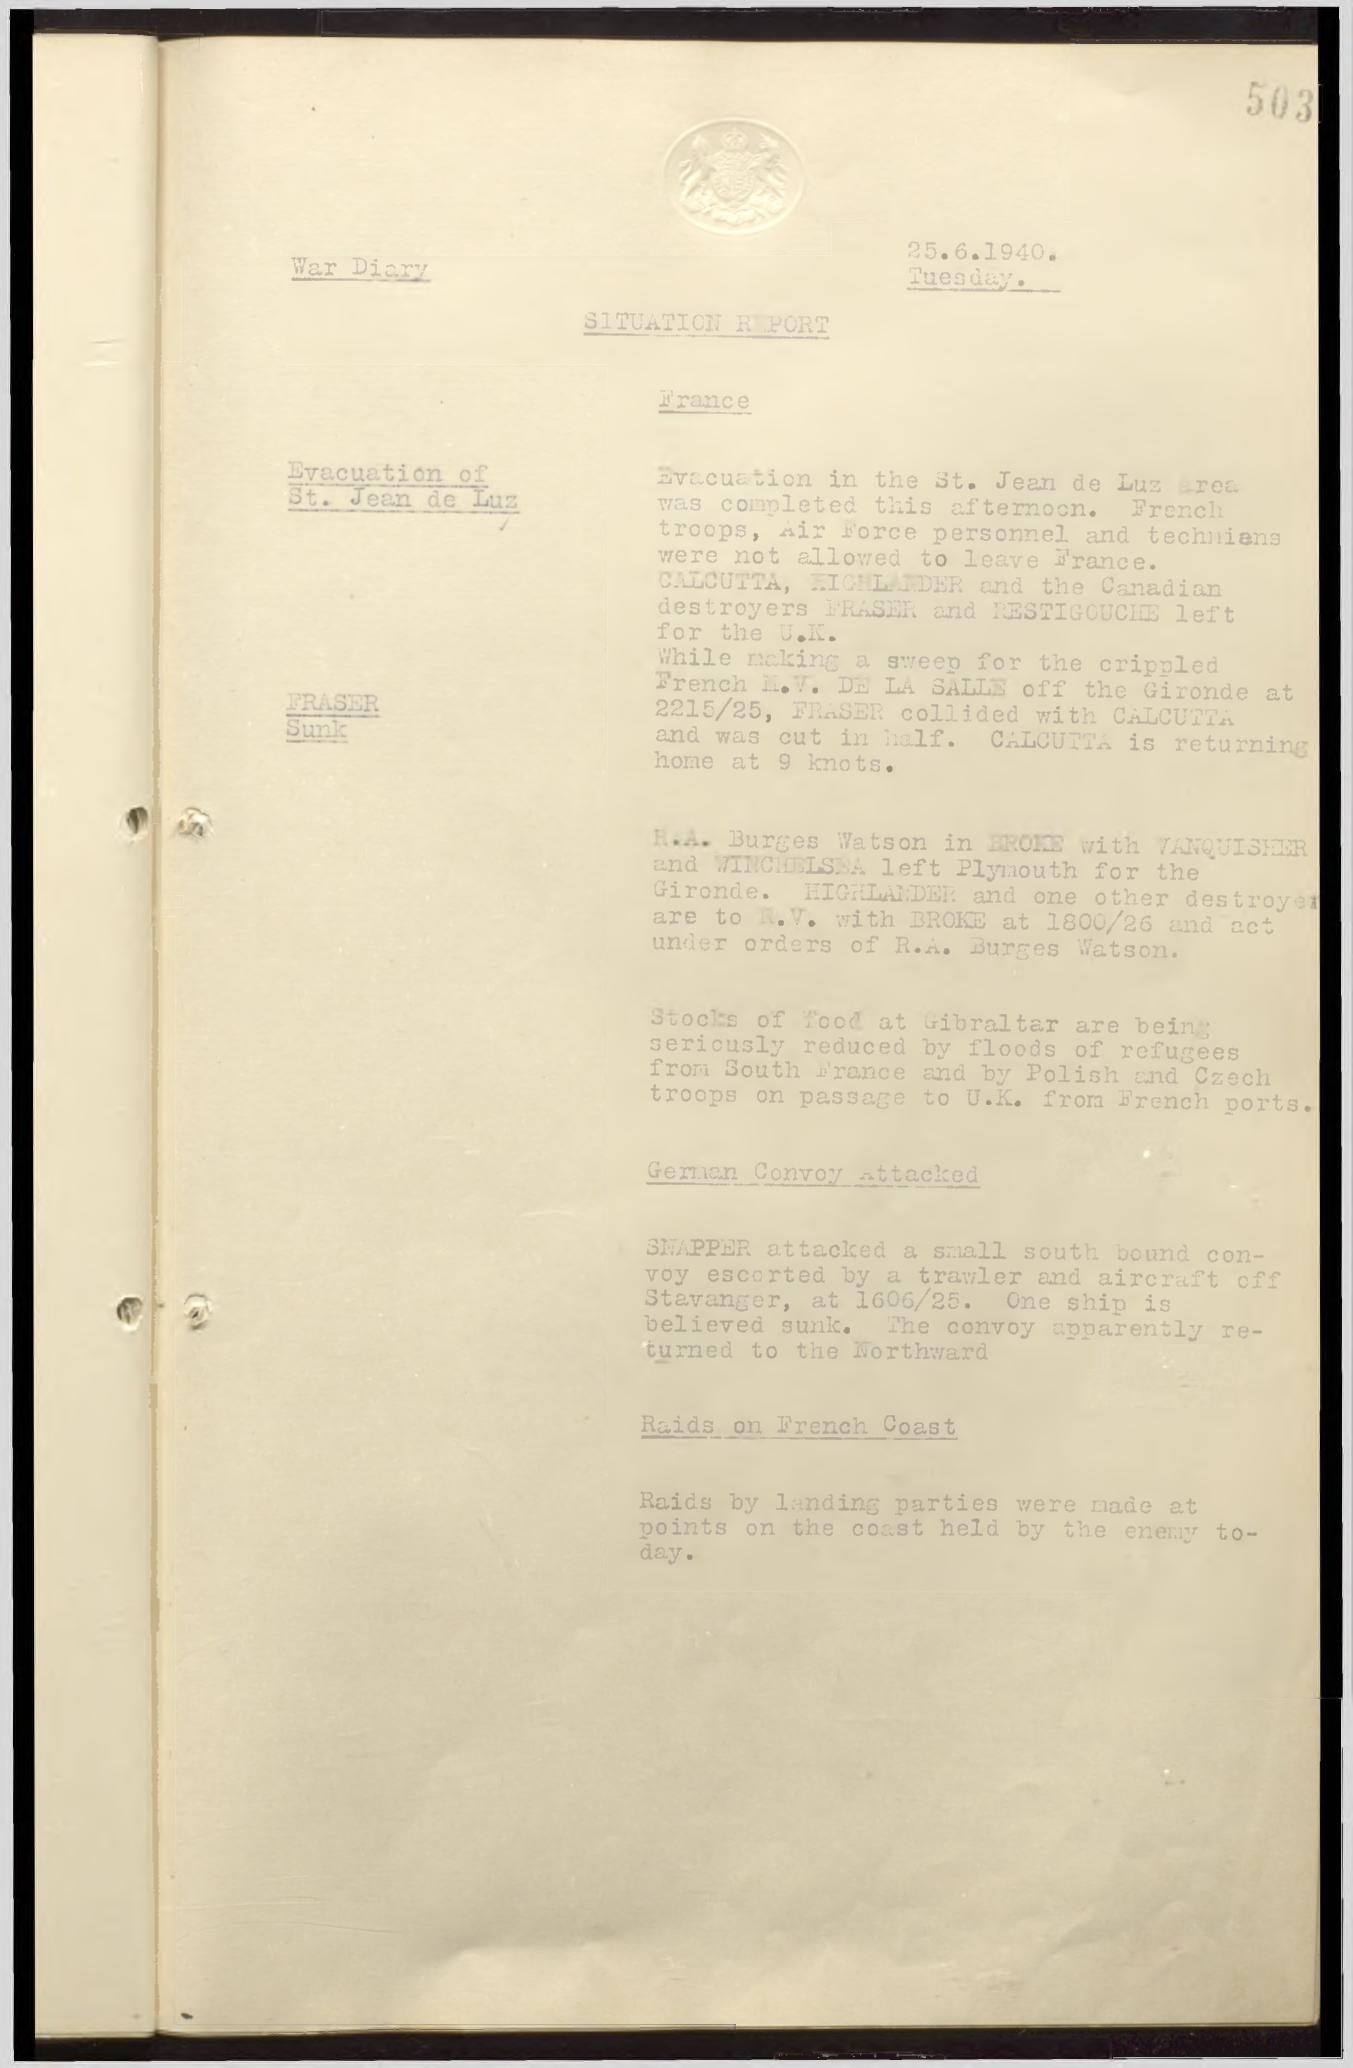 503
War Diary
25.6.1940.
Tuesday.
SITUATION REPORT
France
Evacuation of
St. Jean de Luz
Evacuation in the St. Jean de Luz area
was completed this afternoon. French
troops, Air Force personnel and techniens
were not allowed to leave France.
CALCUTTA, HIGHLANDER and the Canadian
destroyers FRASER and RESTIGOUCHE left
for the U.K.
While making a sweep for the crippled
FRASER
Sunk
French M.V. DE LA SALLE off the Gironde at
2215/25, FRASER collided with CALCUTTA
and was cut in half. CALCUTTA is returning
home at 9 knots.
R.A. Burges Watson in BROKE with VANQUISHER
and WINCHELSEA left Plymouth for the
Gironde. HIGHLANDER and one other destroyer
are to R.V. with BROKE at 1800/26 and act
under orders of R.A. Burges Watson.
Stocks of food at Gibraltar are being
seriously reduced by floods of refugees
from South France and by Polish and Czech
troops on passage to U.K. from French ports.
German Convoy Attacked
SNAPPER attacked a small south bound con-
voy escorted by a trawler and aircraft off
Stavanger, at 1606/25. One ship is
believed sunk. The convoy apparently re-
turned to the Northward
Raids on French Coast
Raids by landing parties were made at
points on the coast held by the enemy to-
day.